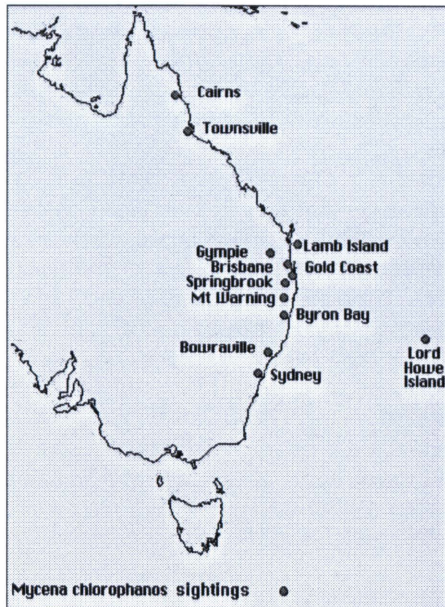 Cairns
Townsville
Lamb Island
Gympie
Brisbane
Gold Coast
Springbrook
Mt Warning
Byron Bay
Bowraville
Lord
Howe
Island
Sydney
Mycena chlorophanos sightings